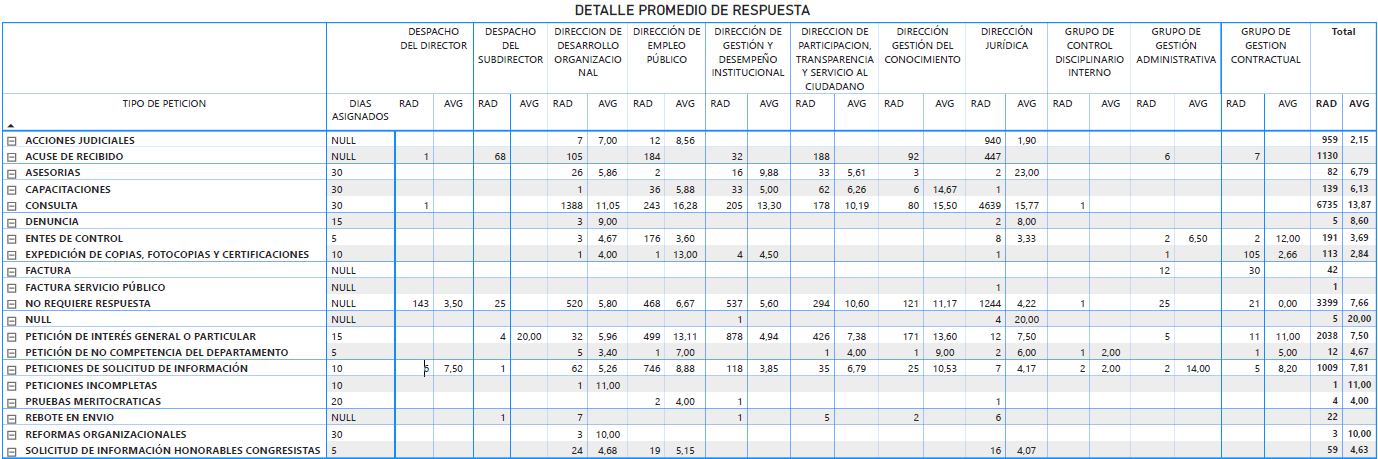 DETALLE PROMEDIO DE RESPUESTA
DESPACHO DEL DIRECTOR DESPACHO DEL SUBDIRECTOR DIRECCION DE DESARROLLO ORGANIZACIO NAL DIRECCIÓN DE EMPLEO PÚBLICO DIRECCIÓN DE GESTIÓN Y DESEMPEÑO INSTITUCIONAL DIRECCION DE PARTICIPACION, TRANSPARENCIA Y SERVICIO AL CIUDADANO DIRECCIÓN GESTIÓN DEL CONOCIMIENTO DIRECCIÓN JURÍDICA GRUPO DE CONTROL DISCIPLINARIO INTERNO GRUPO DE GESTIÓN ADMINISTRATIVA GRUPO DE GESTION CONTRACTUAL Total
TIPO DE PETICION DIAS ASIGNADOS RAD AVG RAD AVG RAD AVG RAD AVG RAD AVG RAD AVG RAD AVG RAD AVG RAD AVG RAD AVG RAD AVG RAD AVG
ACCIONES JUDICIALES NULL 7 7,00 12 8,56 940 1,90 959 2,15
ACUSE DE RECIBIDO NULL 1 68 105 184 32 188 92 447 6 7 1130
ASESORIAS 30 26 5,86 2 16 9,88 33 5,61 3 2 23,00 82 6,79
CAPACITACIONES 30 1 36 5,88 33 5,00 62 6,26 6 14,67 1 139 6,13
CONSULTA 30 1 1388 11,05 243 16,28 205 13,30 178 10,19 80 15,50 4639 15,77 1 6735 13,87
DENUNCIA 15 3 9,00 2 8,00 5 8,60
ENTES DE CONTROL 5 3 4,67 176 3,60 8 3,33 2 6,50 2 12,00 191 3,69
EXPEDICIÓN DE COPIAS, FOTOCOPIAS Y CERTIFICACIONES 10 1 4,00 1 13,00 4 4,50 1 1 105 2,66 113 2,84
FACTURA NULL 12 30 42
FACTURA SERVICIO PÚBLICO NULL 1 1
NO REQUIERE RESPUESTA NULL 143 3,50 25 520 5,80 468 6,67 537 5,60 294 10,60 121 11,17 1244 4,22 1 25 21 0,00 3399 7,66
NULL NULL 1 4 20,00 5 20,00
PETICIÓN DE INTERÉS GENERAL O PARTICULAR 15 4 20,00 32 5,96 499 13,11 878 4,94 426 7,38 171 13,60 12 7,50 5 11 11,00 2038 7,50
PETICIÓN DE NO COMPETENCIA DEL DEPARTAMENTO 5 5 3,40 1 7,00 1 4,00 1 9,00 2 6,00 1 2,00 1 5,00 12 4,67
PETICIONES DE SOLICITUD DE INFORMACIÓN 10 6 7,50 1 62 5,26 746 8,88 118 3,85 35 6,79 25 10,53 7 4,17 2 2,00 2 14,00 5 8,20 1009 7,81
PETICIONES INCOMPLETAS 10 1 11,00 1 11,00
PRUEBAS MERITOCRATICAS 20 2 4,00 1 1 4 4,00
REBOTE EN ENVIO NULL 1 7 1 5 2 6 22
REFORMAS ORGANIZACIONALES 30 3 10,00 3 10,00
SOLICITUD DE INFORMACIÓN HONORABLES CONGRESISTAS 5 24 4,68 19 5,15 16 4,07 59 4,63